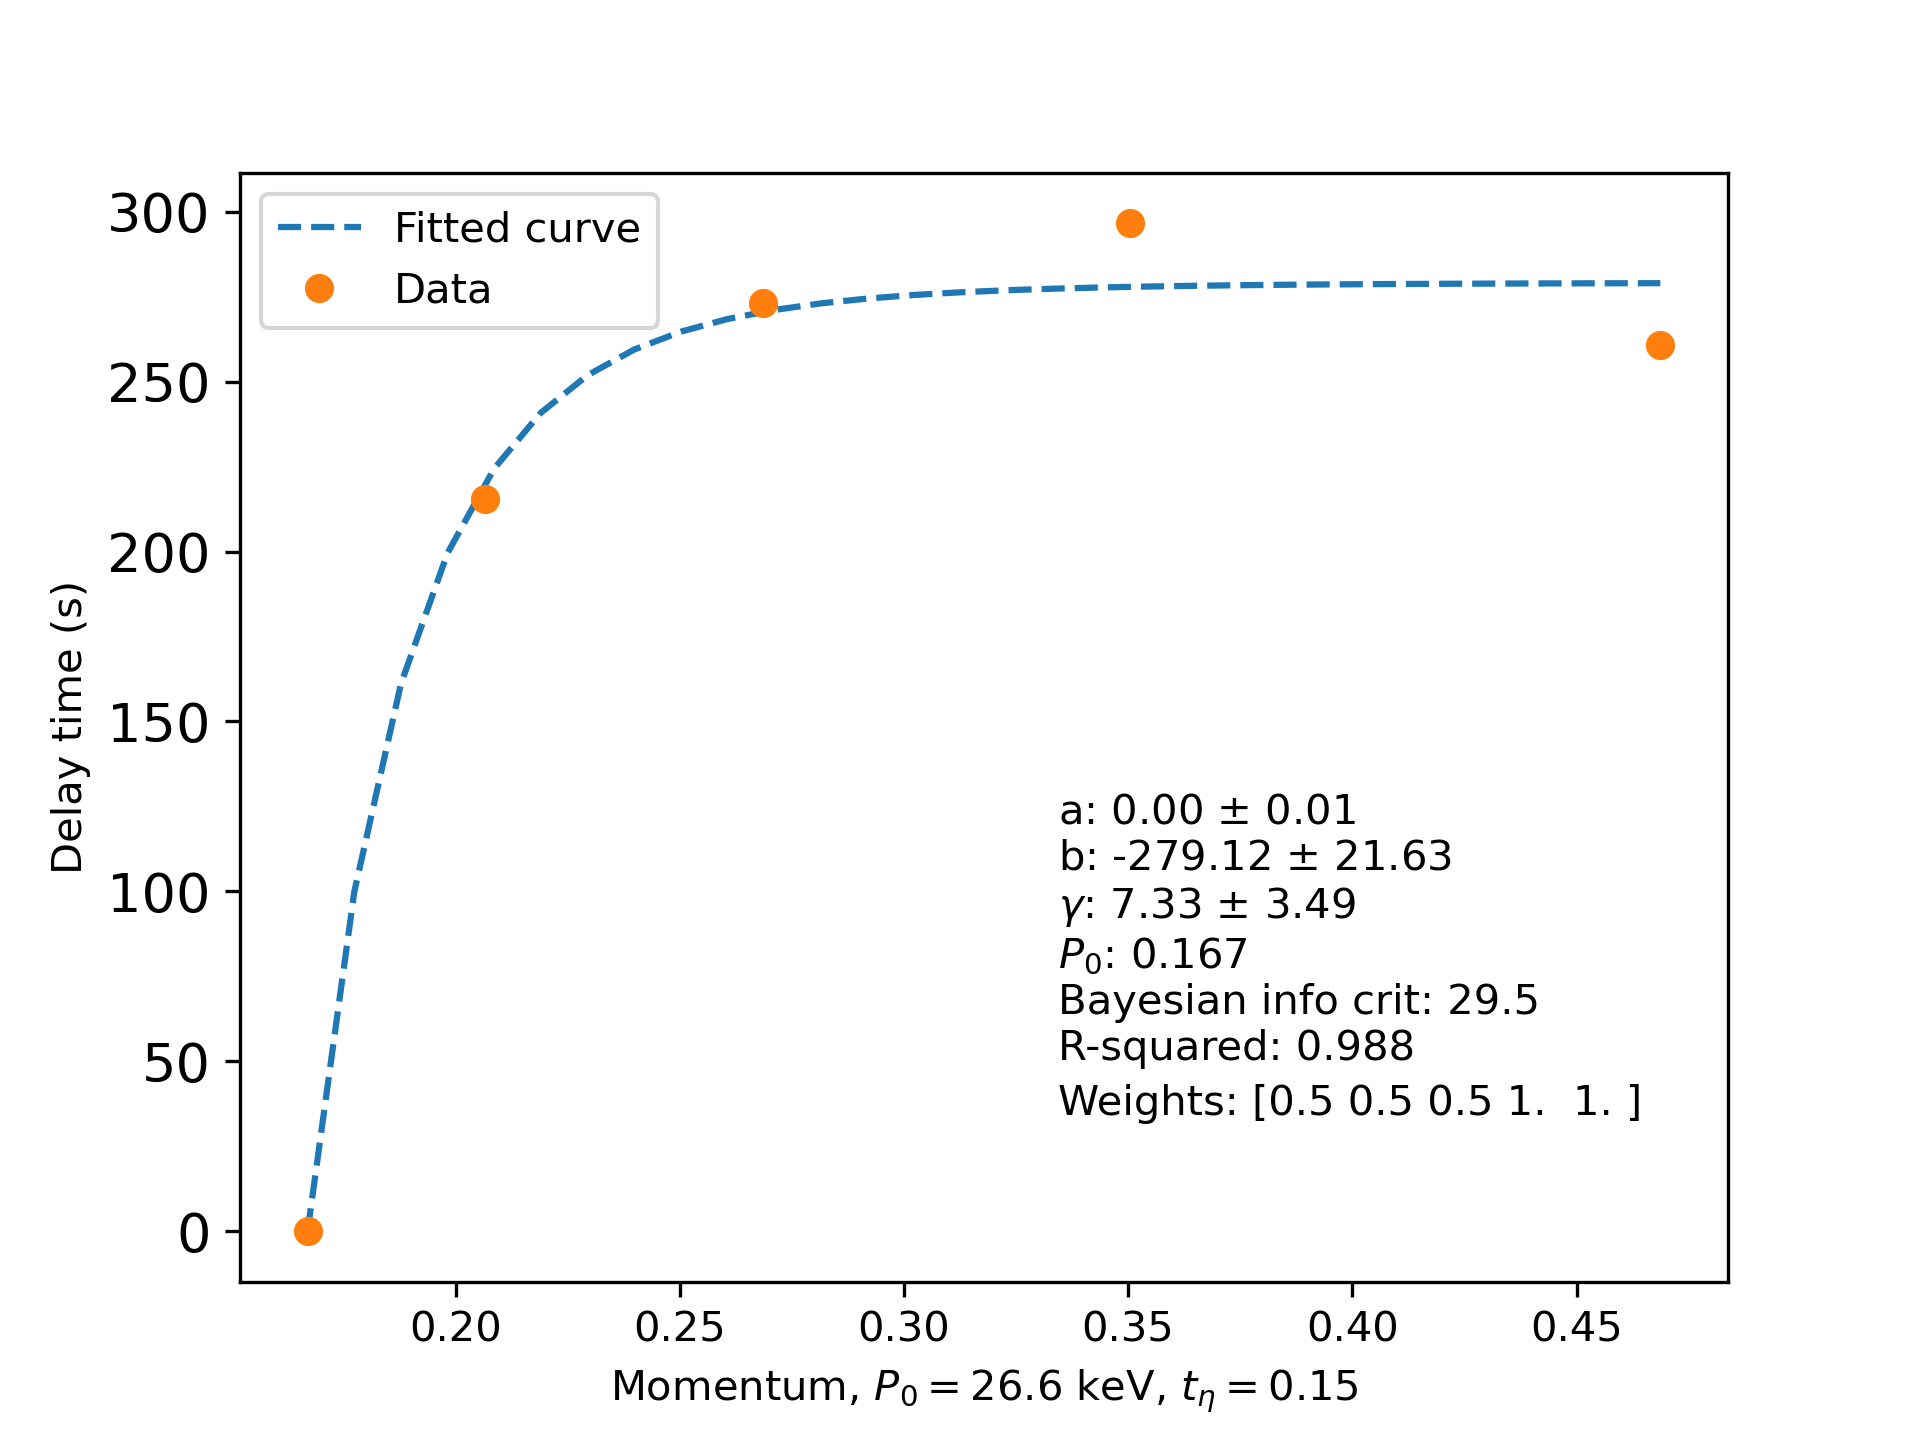 300
250
200
150
100
50
0
Delay time (s)
Fitted curve
Data
a: 0.00 ± 0.01
b: -279.12 ± 21.63
γ: 7.33 ± 3.49
P₀: 0.167
Bayesian info crit: 29.5
R-squared: 0.988
Weights: [0.5 0.5 0.5 1.  1. ]
0.20 0.25 0.30 0.35 0.40 0.45
Momentum, P₀ = 26.6 keV, t_η = 0.15